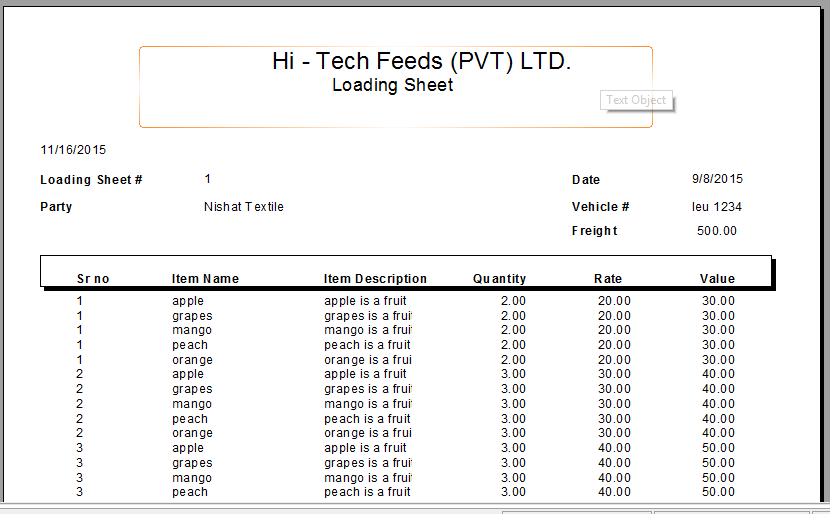 Hi - Tech Feeds (PVT) LTD.
Loading Sheet
Text Object
11/16/2015
Loading Sheet # 1 Date 9/8/2015
Party Nishat Textile Vehicle # leu 1234
Freight 500.00
Sr no Item Name Item Description Quantity Rate Value
1 apple apple is a fruit 2.00 20.00 30.00
1 grapes grapes is a fruit 2.00 20.00 30.00
1 mango mango is a fruit 2.00 20.00 30.00
1 peach peach is a fruit 2.00 20.00 30.00
1 orange orange is a frui 2.00 20.00 30.00
2 apple apple is a fruit 3.00 30.00 40.00
2 grapes grapes is a fruit 3.00 30.00 40.00
2 mango mango is a fruit 3.00 30.00 40.00
2 peach peach is a fruit 3.00 30.00 40.00
2 orange orange is a frui 3.00 30.00 40.00
3 apple apple is a fruit 3.00 40.00 50.00
3 grapes grapes is a fruit 3.00 40.00 50.00
3 mango mango is a fruit 3.00 40.00 50.00
3 peach peach is a fruit 3.00 40.00 50.00